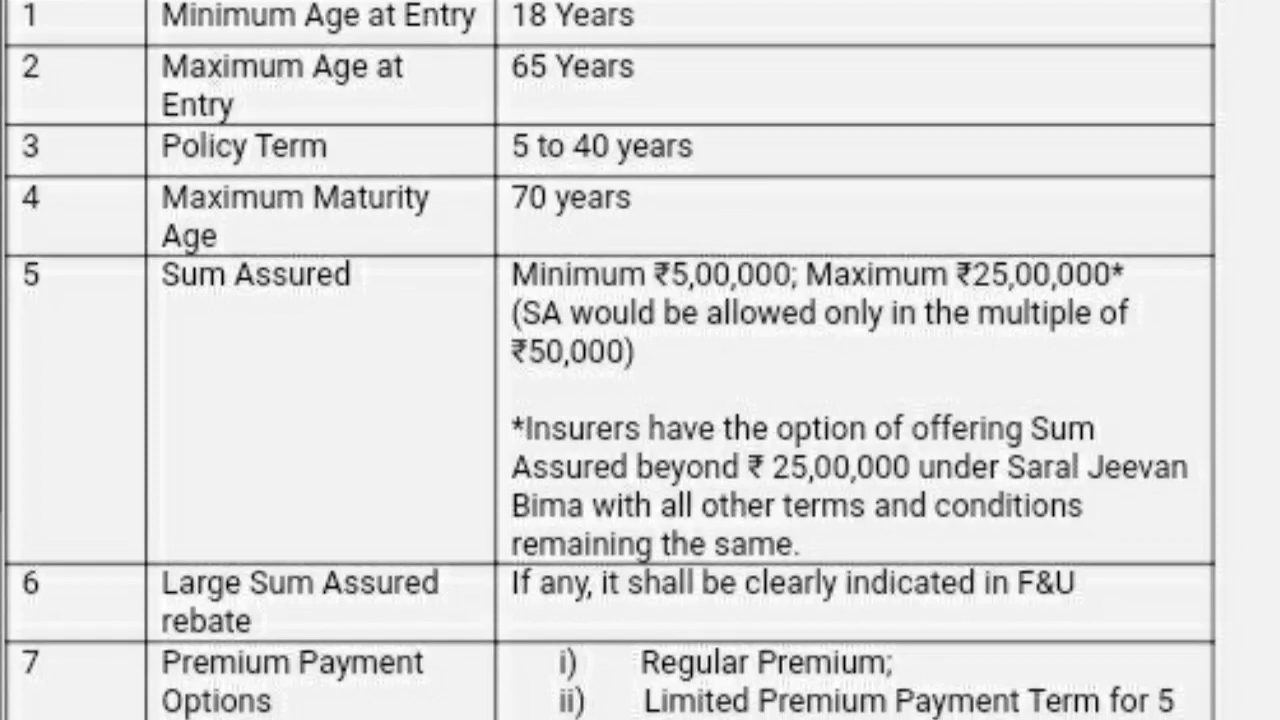 1 Minimum Age at Entry 18 Years
2 Maximum Age at 65 Years
Entry
3 Policy Term 5 to 40 years
4 Maximum Maturity 70 years
Age
5 Sum Assured Minimum ₹5,00,000; Maximum ₹25,00,000*
(SA would be allowed only in the multiple of
₹50,000)
*Insurers have the option of offering Sum
Assured beyond ₹ 25,00,000 under Saral Jeevan
Bima with all other terms and conditions
remaining the same.
6 Large Sum Assured If any, it shall be clearly indicated in F&U
rebate
7 Premium Payment i) Regular Premium;
Options ii) Limited Premium Payment Term for 5